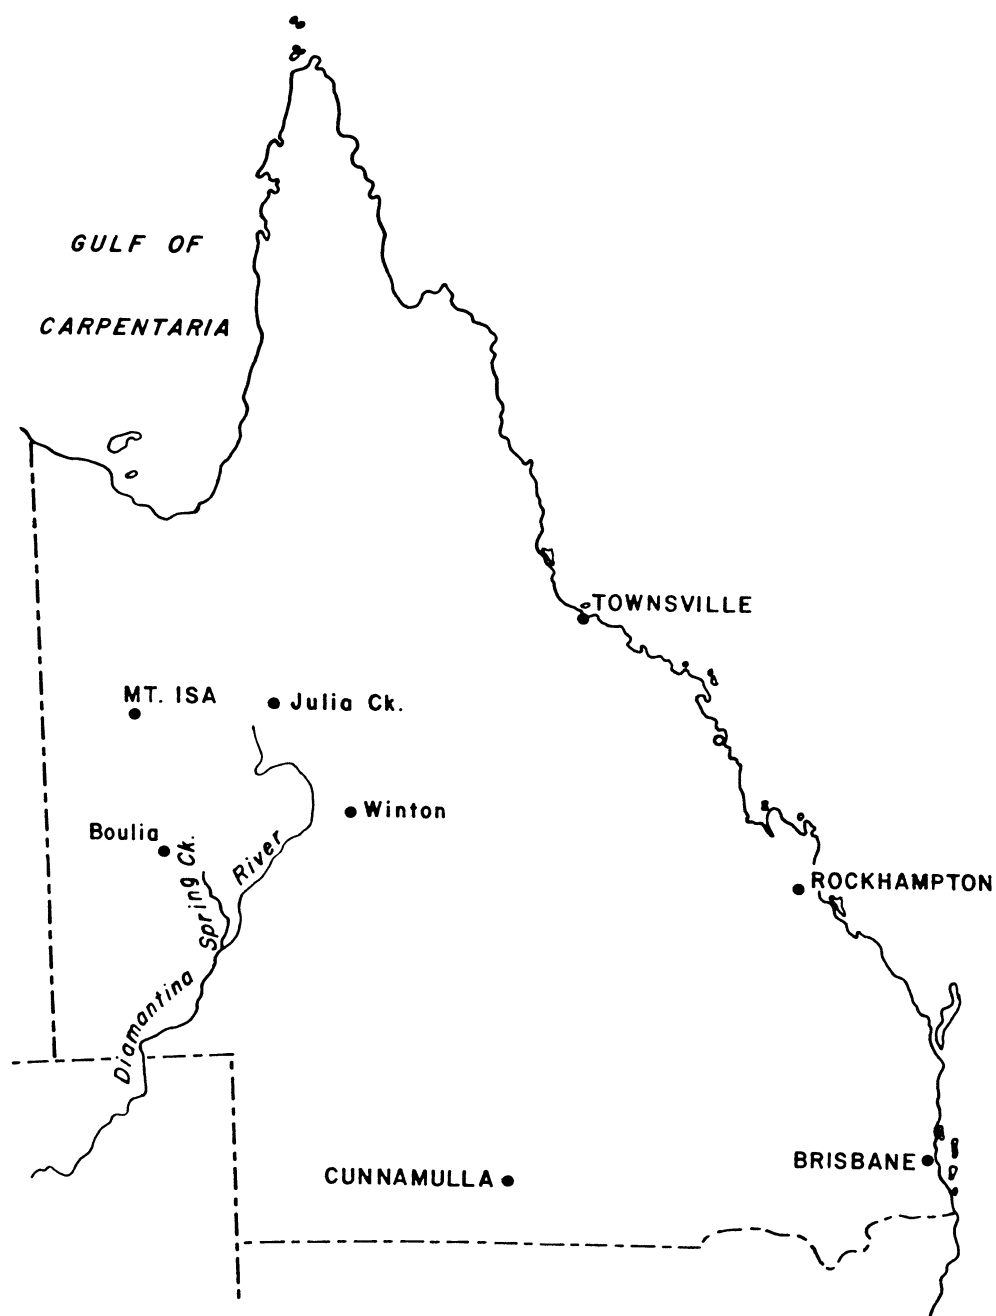 GULF OF
CARPENTARIA
TOWNSVILLE
MT. ISA
Julia Ck.
Winton
Boulia
Spring Ck.
River
ROCKHAMPTON
Diamantina
BRISBANE
CUNNAMULLA